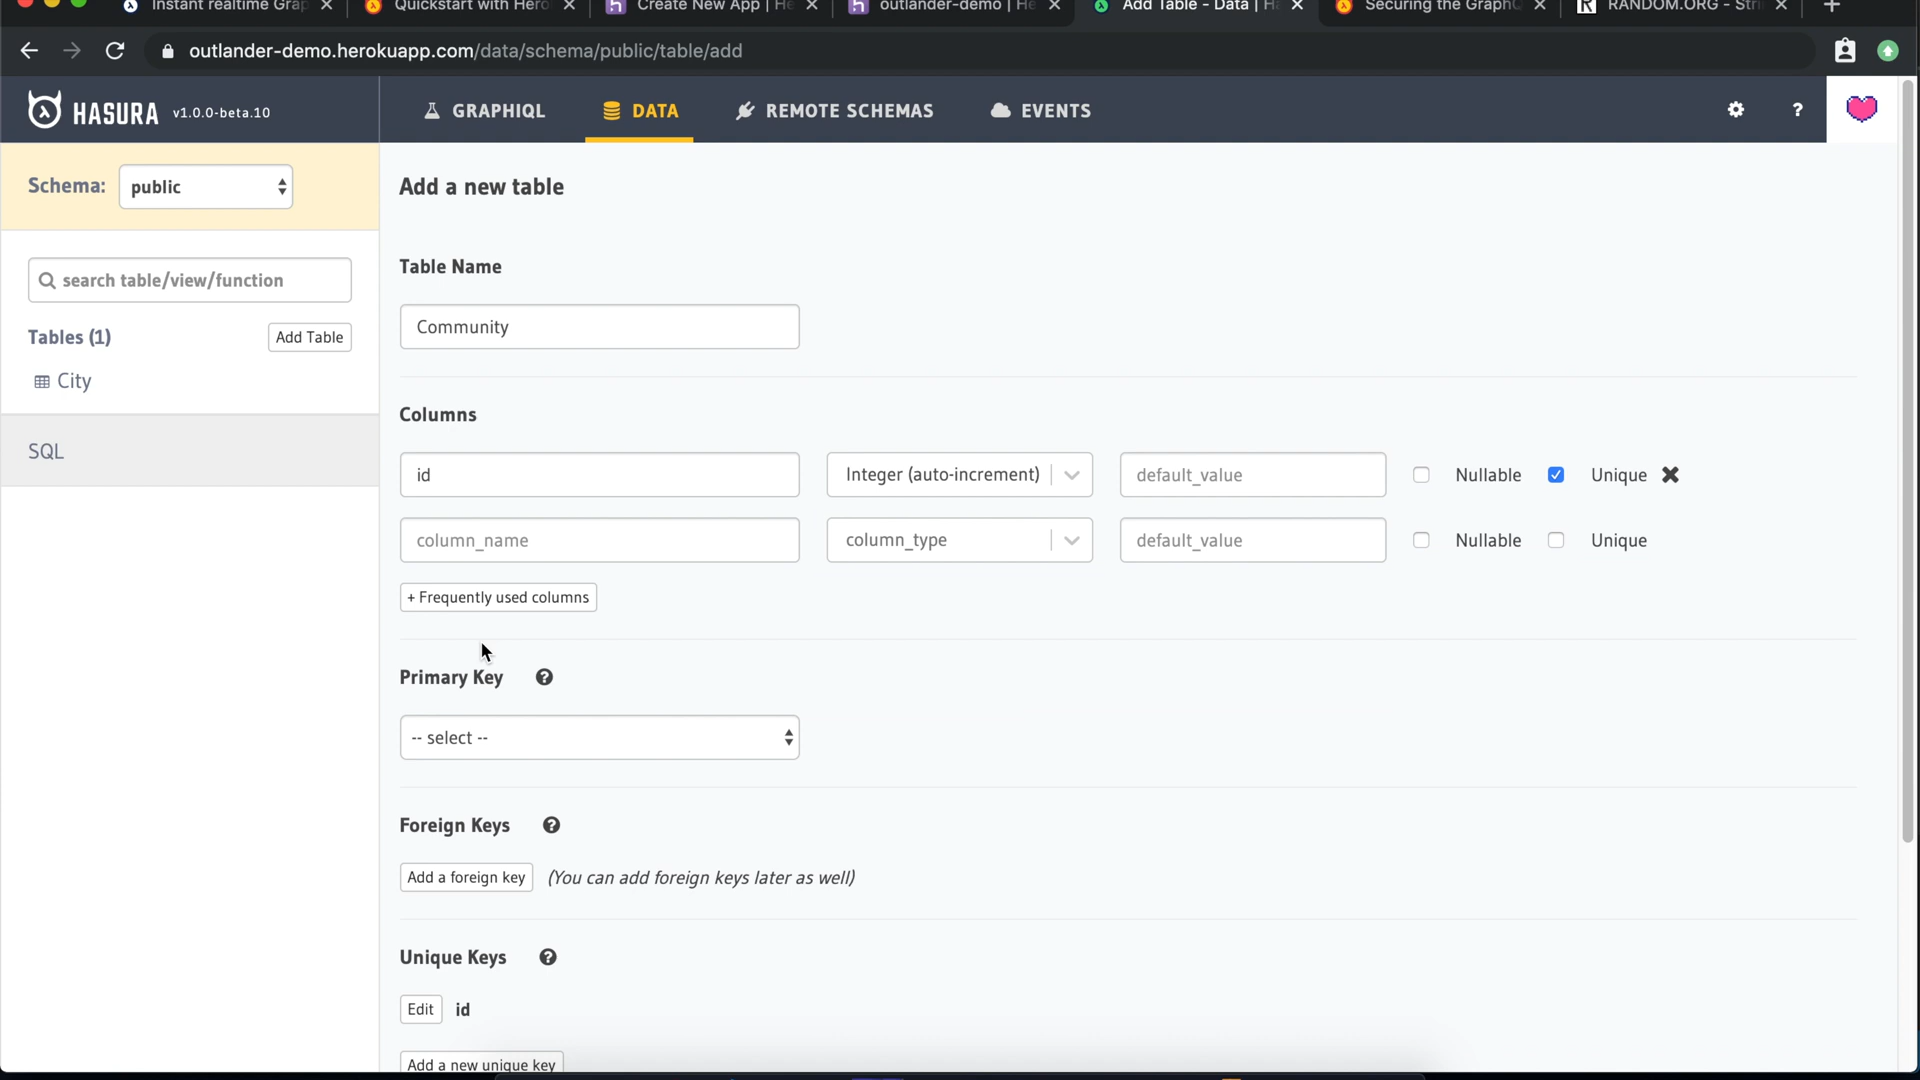 Instant realtime Grap
Quickstart with Hero
Create New App | He
outlander-demo | He
Add Table - Data | Ha
Securing the GraphQ
RANDOM.ORG - Stri
outlander-demo.herokuapp.com/data/schema/public/table/add
HASURA v1.0.0-beta.10
GRAPHIQL
DATA
REMOTE SCHEMAS
EVENTS
?
Schema: public
search table/view/function
Tables (1) Add Table
City
SQL
Add a new table
Table Name
Community
Columns
id Integer (auto-increment) default_value Nullable Unique
column_name column_type default_value Nullable Unique
+ Frequently used columns
Primary Key ?
-- select --
Foreign Keys ?
Add a foreign key (You can add foreign keys later as well)
Unique Keys ?
Edit id
Add a new unique key